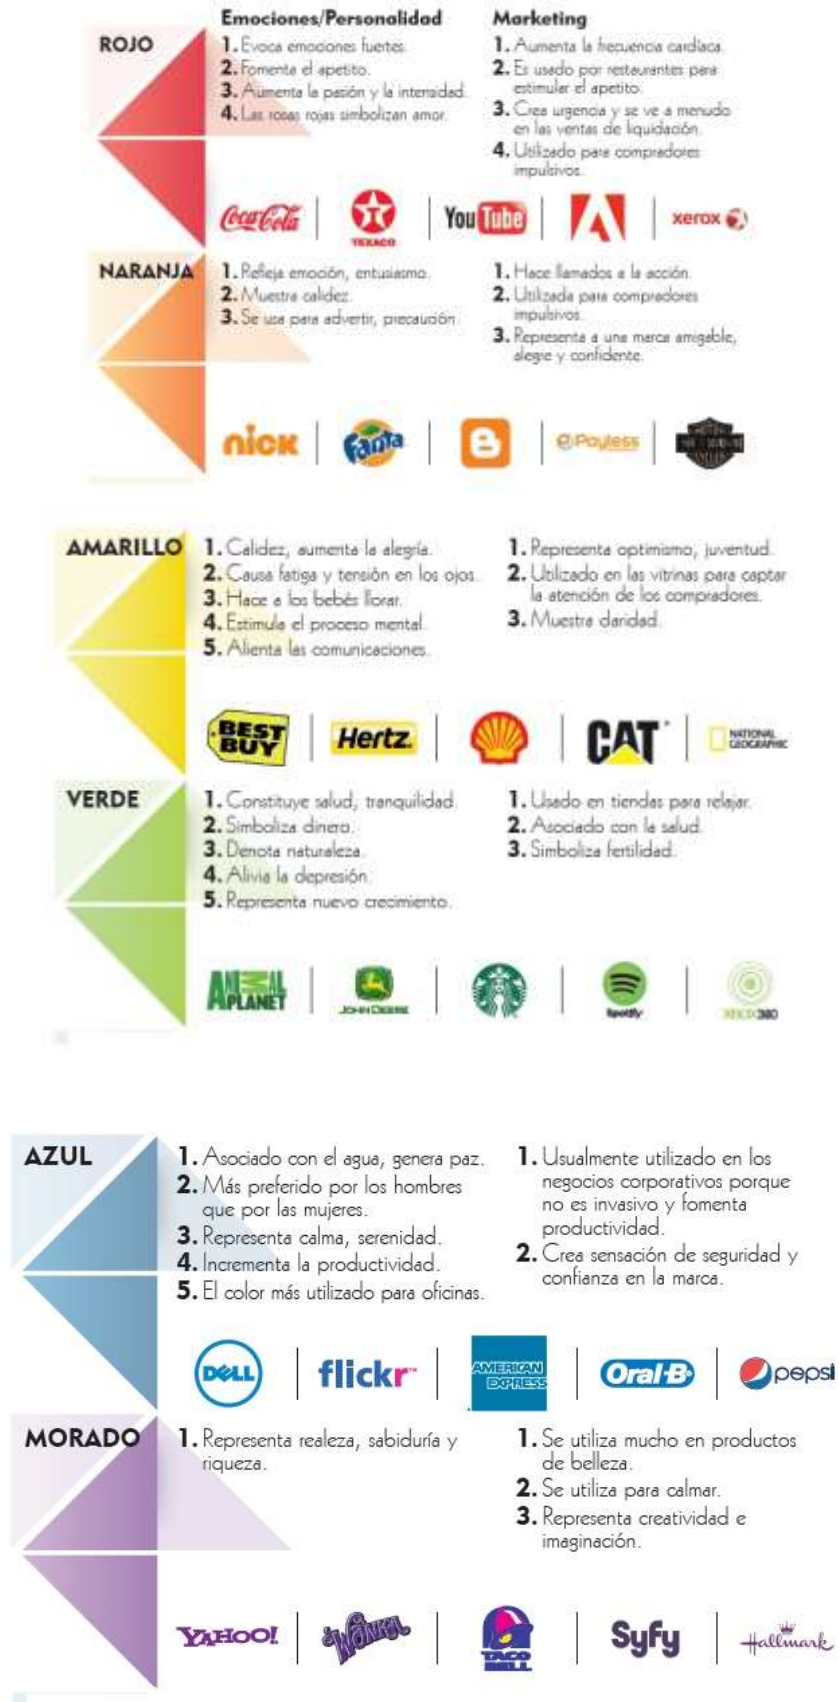 Emociones/Personalidad
Marketing
ROJO
1. Evoca emociones fuertes.
2. Fomenta el apetito.
3. Aumenta la pasión y la intensidad.
4. Las rosas rojas simbolizan amor.
1. Aumenta la frecuencia cardíaca.
2. Es usado por restaurantes para
estimular el apetito.
3. Crea urgencia y se ve a menudo
en las ventas de liquidación.
4. Utilizado para compradores
impulsivos.
Coca-Cola
TEXACO
YouTube
xerox
NARANJA
1. Refleja emoción, entusiasmo.
2. Muestra calidez.
3. Se usa para advertir, precaución.
1. Hace llamados a la acción.
2. Utilizada para compradores
impulsivos.
3. Representa a una marca amigable,
alegre y confidente.
nick
Fanta
Payless
AMARILLO
1. Calidez, aumenta la alegría.
2. Causa fatiga y tensión en los ojos.
3. Hace a los bebés llorar.
4. Estimula el proceso mental.
5. Alienta las comunicaciones.
1. Representa optimismo, juventud.
2. Utilizado en las vitrinas para captar
la atención de los compradores.
3. Muestra claridad.
BEST
BUY
Hertz.
CAT
NATIONAL
GEOGRAPHIC
VERDE
1. Constituye salud, tranquilidad.
2. Simboliza dinero.
3. Denota naturaleza.
4. Alivia la depresión.
5. Representa nuevo crecimiento.
1. Usado en tiendas para relajar.
2. Asociado con la salud.
3. Simboliza fertilidad.
ANIMAL
PLANET
JOHN DEERE
Spotify
XBOX 360
AZUL
1. Asociado con el agua, genera paz.
2. Más preferido por los hombres
que por las mujeres.
3. Representa calma, serenidad.
4. Incrementa la productividad.
5. El color más utilizado para oficinas.
1. Usualmente utilizado en los
negocios corporativos porque
no es invasivo y fomenta
productividad.
2. Crea sensación de seguridad y
confianza en la marca.
DELL
flickr™
AMERICAN
EXPRESS
Oral-B
pepsi
MORADO
1. Representa realeza, sabiduría y
riqueza.
1. Se utiliza mucho en productos
de belleza.
2. Se utiliza para calmar.
3. Representa creatividad e
imaginación.
YAHOO!
WONKA
TACO
BELL
Syfy
Hallmark